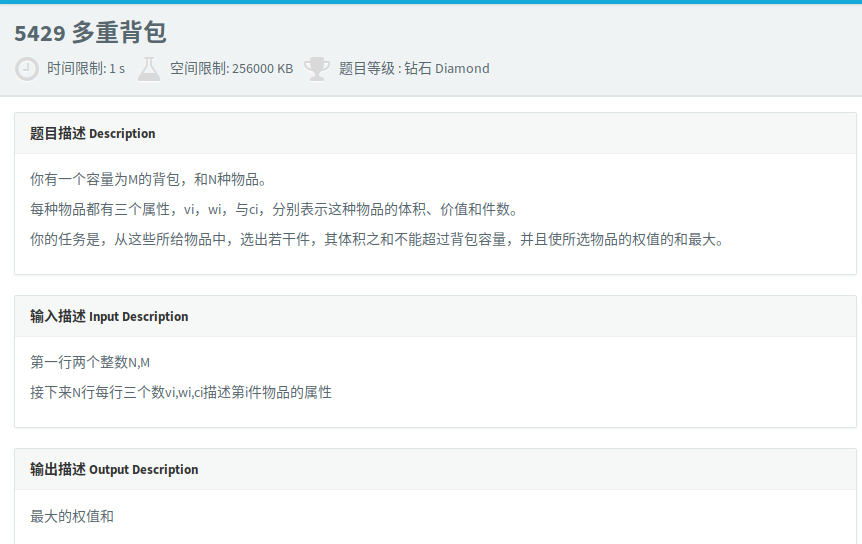 5429 多重背包
时间限制: 1 s 空间限制: 256000 KB 题目等级 : 钻石 Diamond
题目描述 Description
你有一个容量为M的背包，和N种物品。
每种物品都有三个属性，vi，wi，与ci，分别表示这种物品的体积、价值和件数。
你的任务是，从这些所给物品中，选出若干件，其体积之和不能超过背包容量，并且使所选物品的权值的和最大。
输入描述 Input Description
第一行两个整数N,M
接下来N行每行三个数vi,wi,ci描述第i件物品的属性
输出描述 Output Description
最大的权值和